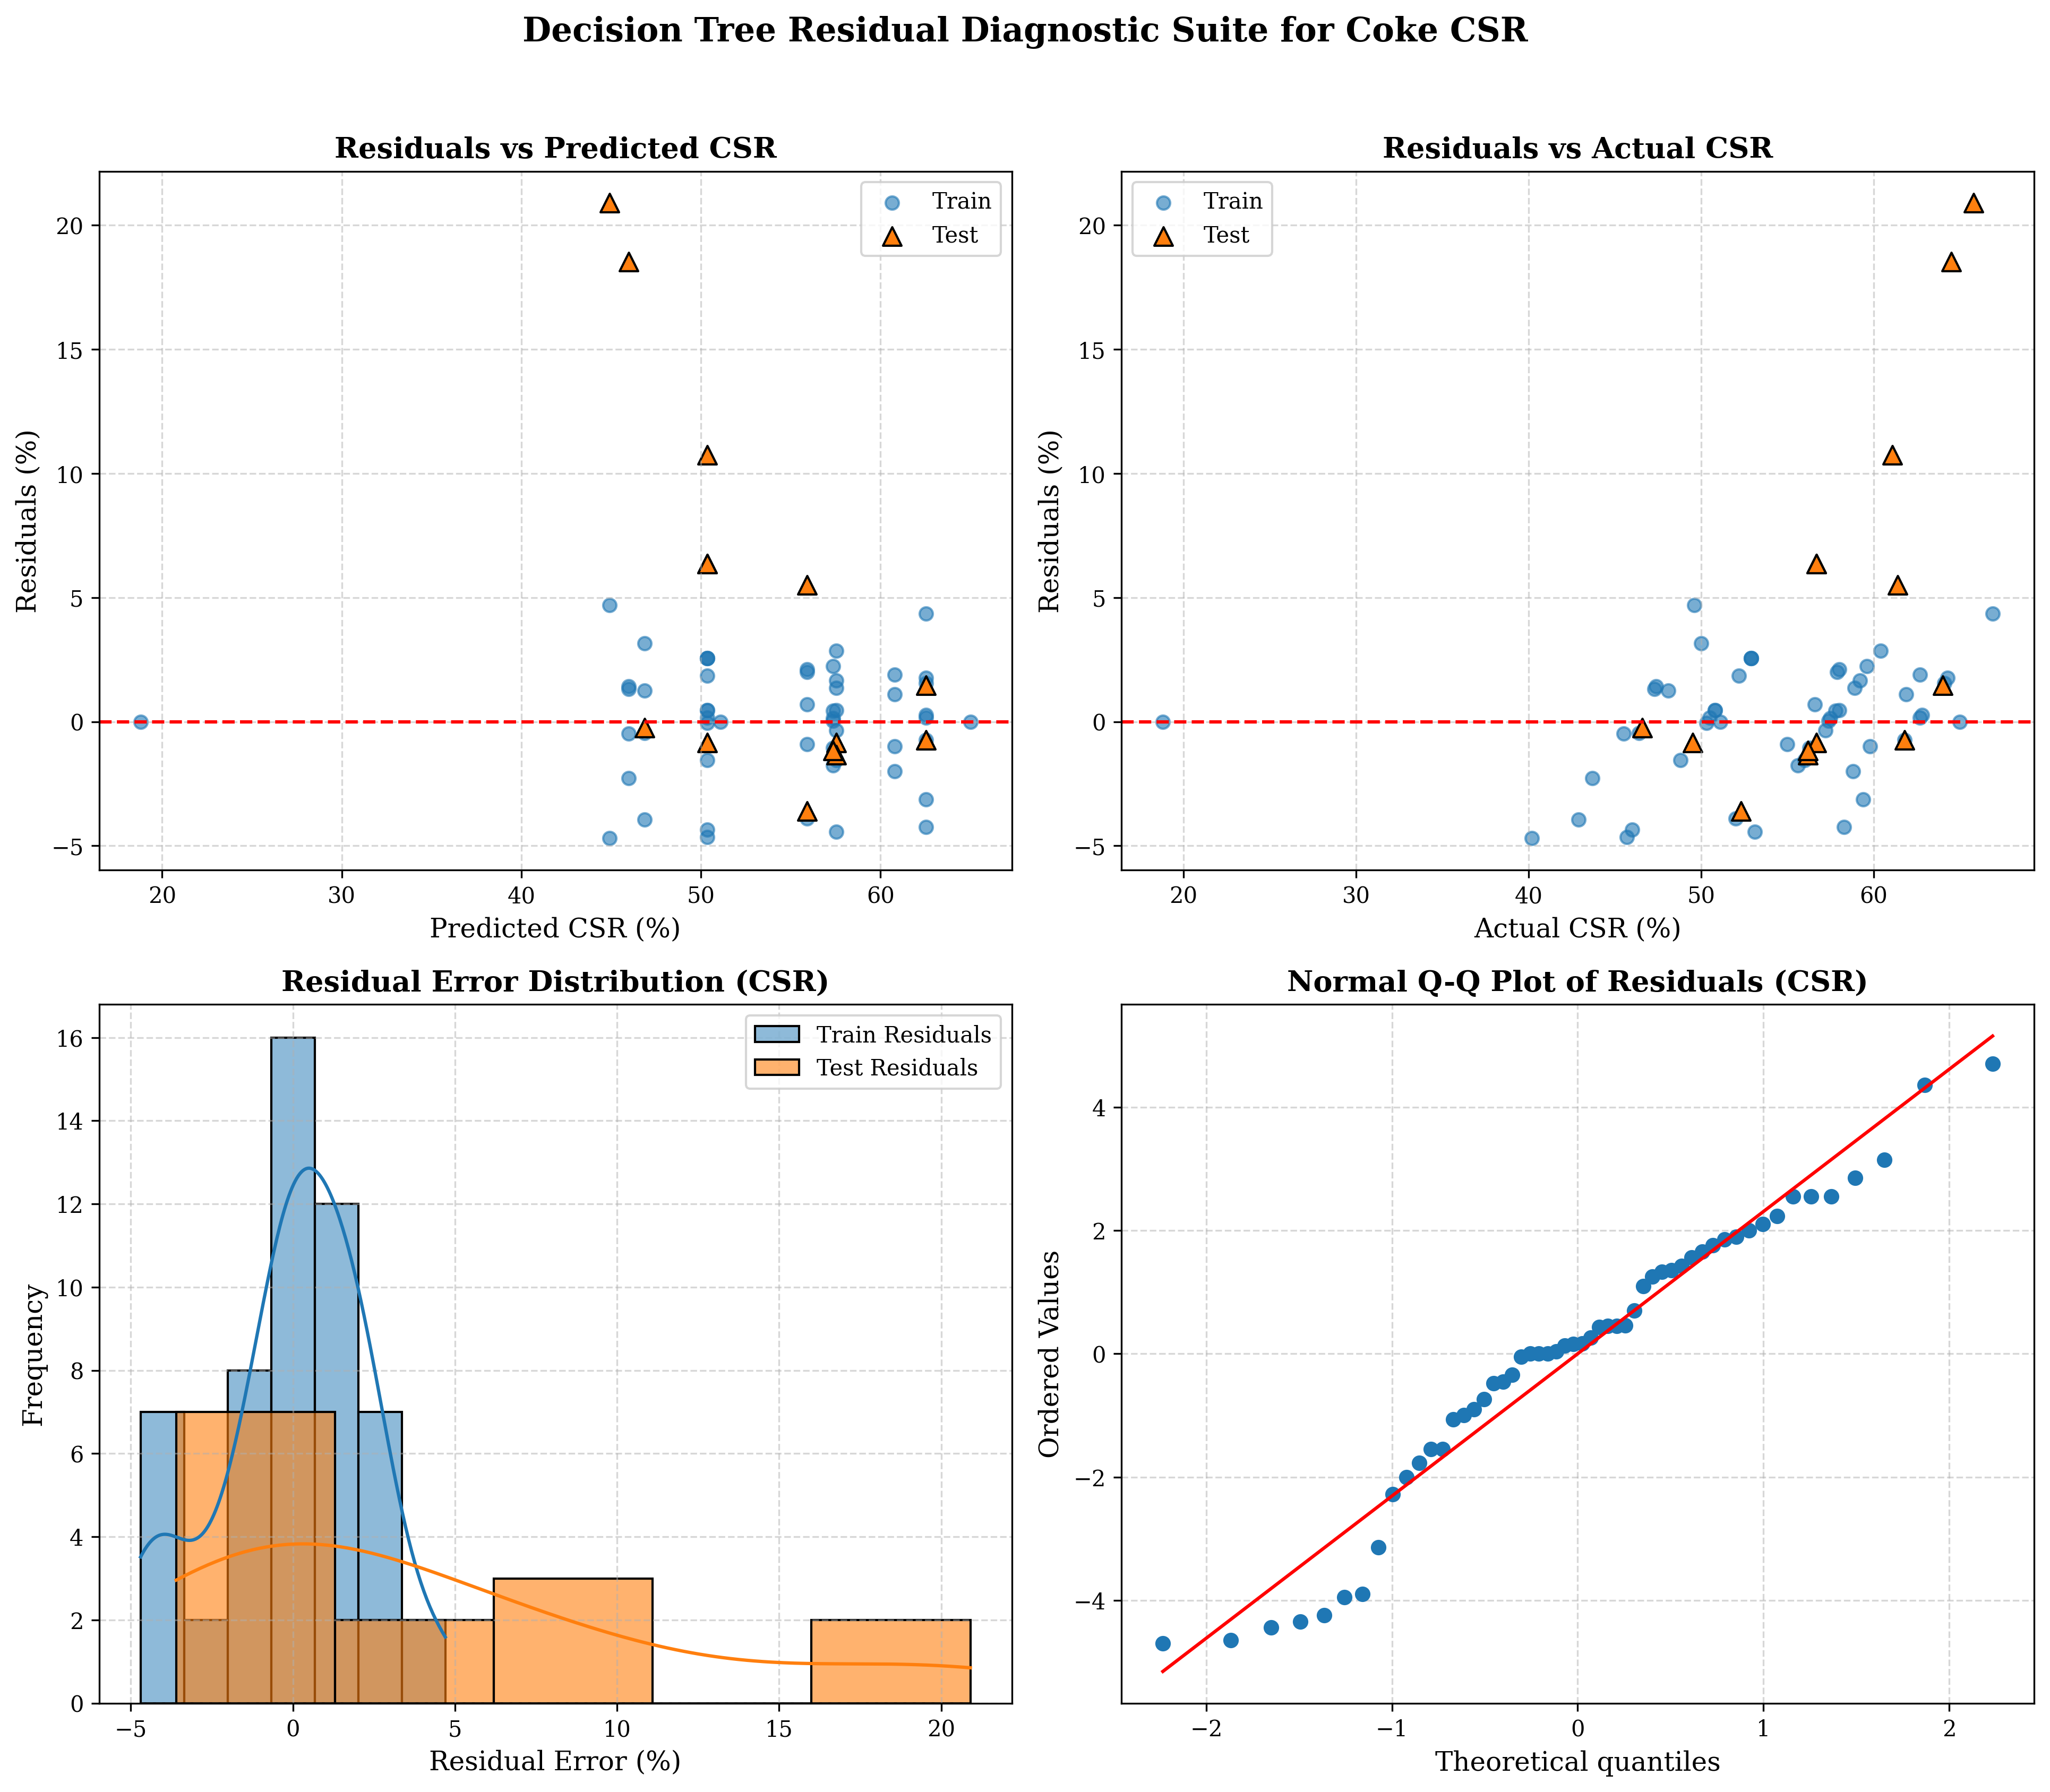 Decision Tree Residual Diagnostic Suite for Coke CSR
Residuals vs Predicted CSR
Residuals (%)
20
15
10
5
0
−5
20 30 40 50 60
Predicted CSR (%)
Train
Test
Residuals vs Actual CSR
Residuals (%)
20
15
10
5
0
−5
20 30 40 50 60
Actual CSR (%)
Train
Test
Residual Error Distribution (CSR)
Frequency
16
14
12
10
8
6
4
2
0
−5 0 5 10 15 20
Residual Error (%)
Train Residuals
Test Residuals
Normal Q-Q Plot of Residuals (CSR)
Ordered Values
4
2
0
−2
−4
−2 −1 0 1 2
Theoretical quantiles